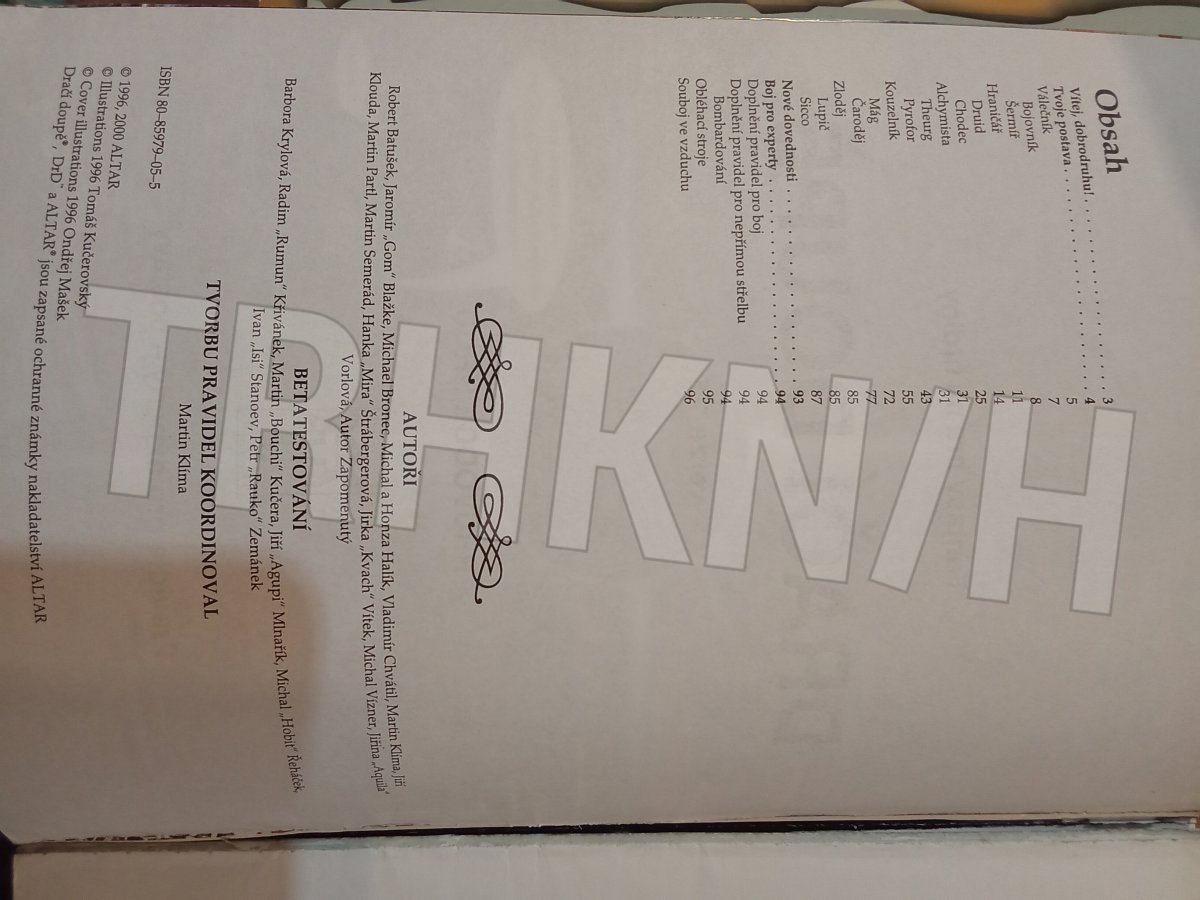 Obsah
Vítej, dobrodruhu! . . . . . . . . . . . . . . . . . . . . 3
Tvoje postava . . . . . . . . . . . . . . . . . . . . . . . 4
Válečník 5
Bojovník 7
Šermíř 8
Hraničář 11
Druid 14
Chodec 25
Alchymista 31
Theurg 31
Pyrofor 43
Kouzelník 55
Mág 72
Čaroděj 77
Zloděj 85
Lupič 85
Sicco 87
Nové dovednosti . . . . . . . . . . . . . . . . . . . . 93
Boj pro experty . . . . . . . . . . . . . . . . . . . . . 94
Doplnění pravidel pro boj 94
Doplnění pravidel pro nepřímou střelbu 94
Bombardování 94
Obléhací stroje 95
Souboj ve vzduchu 96
TRHKN/H
AUTOŘI
Robert Batušek, Jaromír „Gom“ Blažke, Michael Bronec, Michal a Honza Halík, Vladimír Chvátil, Martin Klíma, Jiří
Klouda, Martin Partl, Martin Semerád, Hanka „Mira“ Štrábergerová, Jirka „Kvach“ Vítek, Michal Vízner, Jiřina „Aquila“
Vorlová, Autor Zapomenutý
BETATESTOVÁNÍ
Barbora Krylová, Radim „Rumun“ Křivánek, Martin „Bouchi“ Kučera, Jiří „Agupi“ Mlnařík, Michal „Hobit“ Řeháček,
Ivan „Isi“ Stanoev, Petr „Rauko“ Zemánek
TVORBU PRAVIDEL KOORDINOVAL
Martin Klíma
ISBN 80–85979–05–5
© 1996, 2000 ALTAR
© Illustrations 1996 Tomáš Kučerovský
© Cover illustrations 1996 Ondřej Mašek
Dračí doupě®, DrD™ a ALTAR® jsou zapsané ochranné známky nakladatelství ALTAR